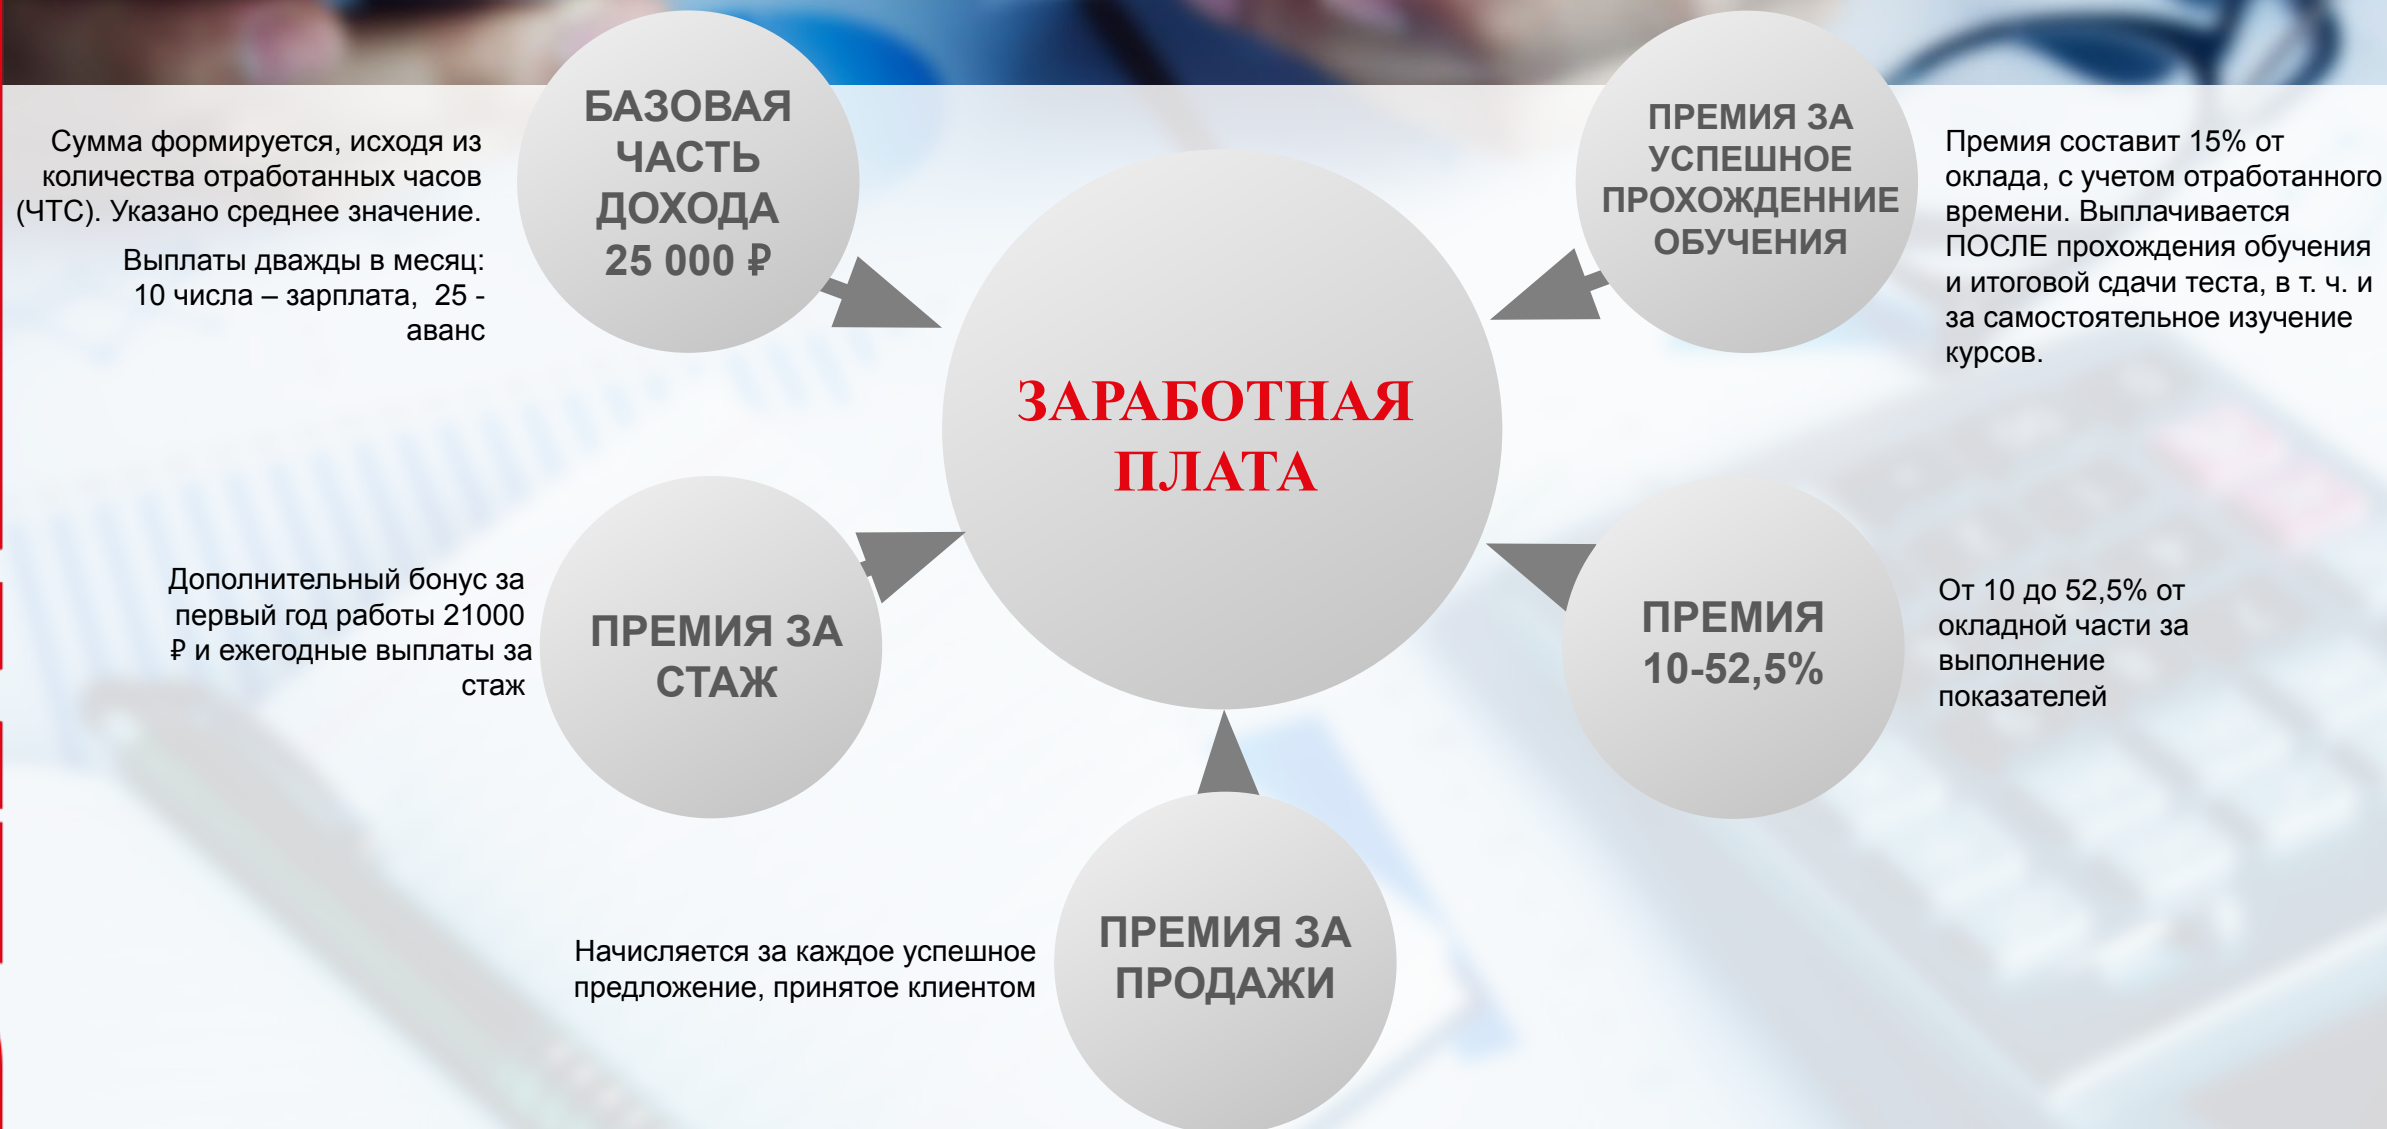 БАЗОВАЯ
ЧАСТЬ
ДОХОДА
25 000 ₽
Сумма формируется, исходя из
количества отработанных часов
(ЧТС). Указано среднее значение.
Выплаты дважды в месяц:
10 числа – зарплата, 25 -
аванс
ПРЕМИЯ ЗА
УСПЕШНОЕ
ПРОХОЖДЕННИЕ
ОБУЧЕНИЯ
Премия составит 15% от
оклада, с учетом отработанного
времени. Выплачивается
ПОСЛЕ прохождения обучения
и итоговой сдачи теста, в т. ч. и
за самостоятельное изучение
курсов.
ЗАРАБОТНАЯ
ПЛАТА
Дополнительный бонус за
первый год работы 21000
₽ и ежегодные выплаты за
стаж
ПРЕМИЯ ЗА
СТАЖ
ПРЕМИЯ
10-52,5%
От 10 до 52,5% от
окладной части за
выполнение
показателей
Начисляется за каждое успешное
предложение, принятое клиентом
ПРЕМИЯ ЗА
ПРОДАЖИ